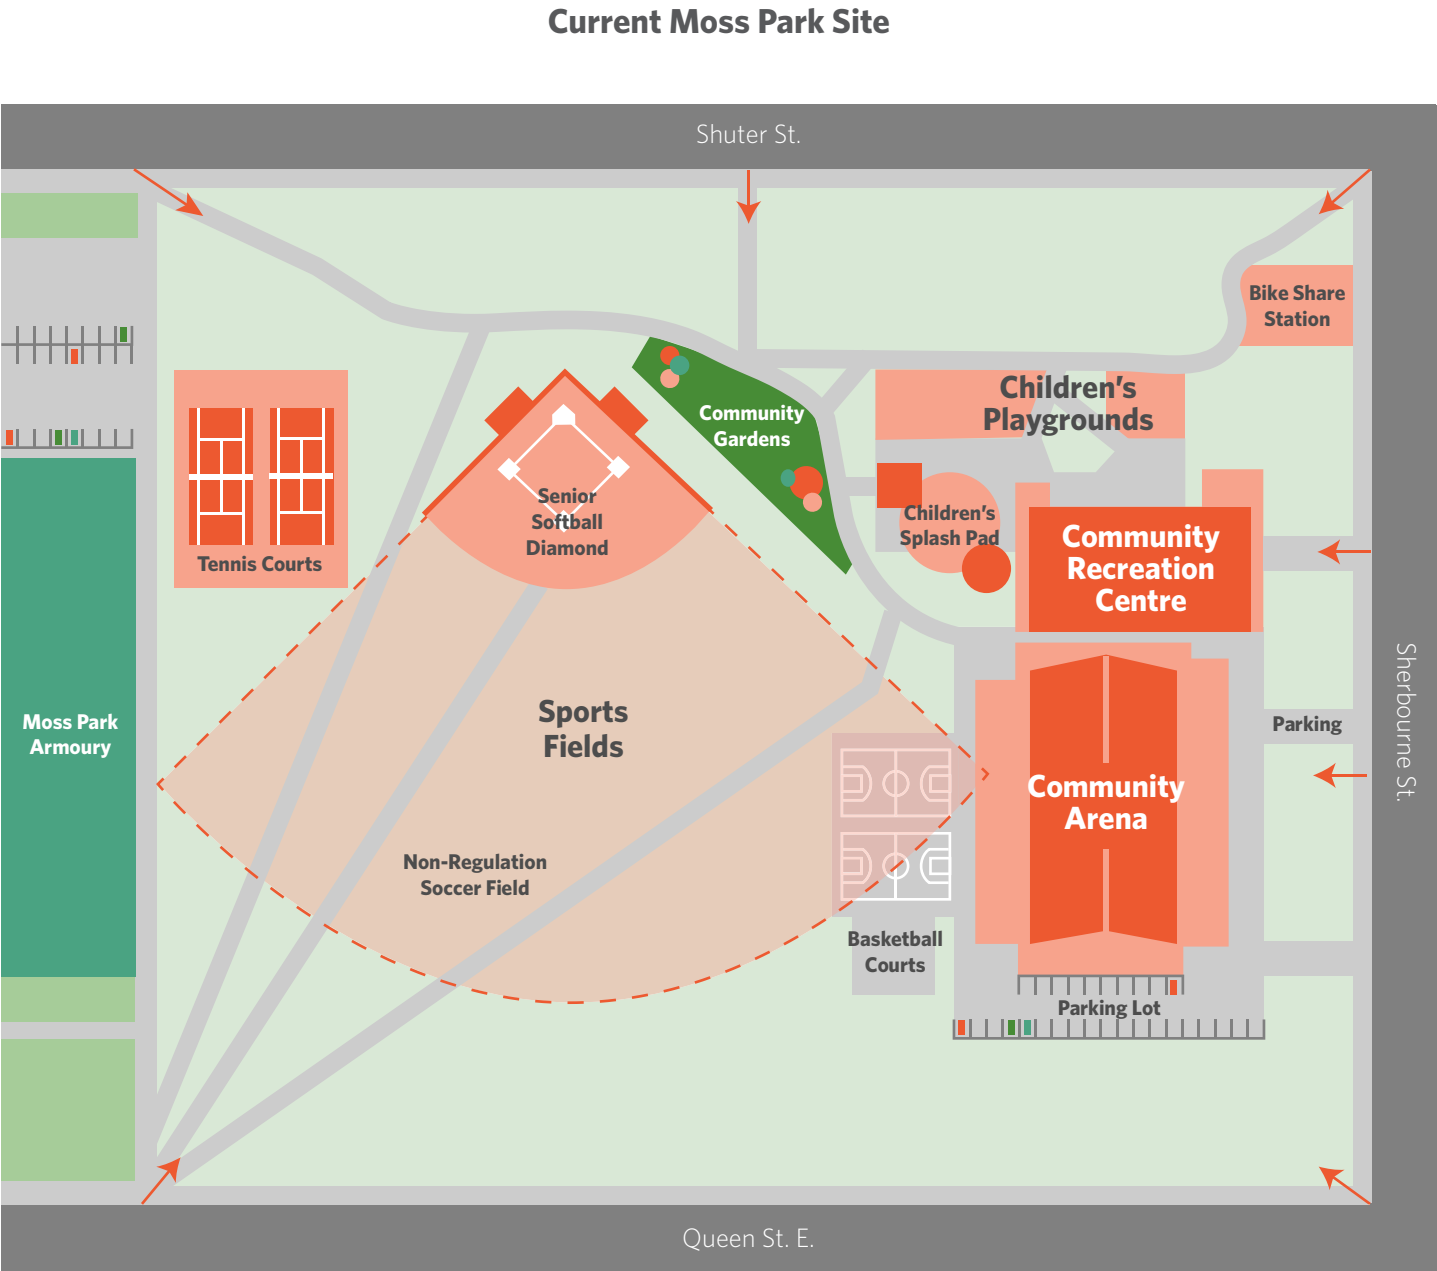 Current Moss Park Site
Shuter St.
Bike Share
Station
Children's
Playgrounds
Community
Gardens
Senior
Softball
Diamond
Children's
Splash Pad
Community
Recreation
Centre
Tennis Courts
Sherbourne St.
Moss Park
Armoury
Sports
Fields
Parking
Community
Arena
Non-Regulation
Soccer Field
Basketball
Courts
Parking Lot
Queen St. E.